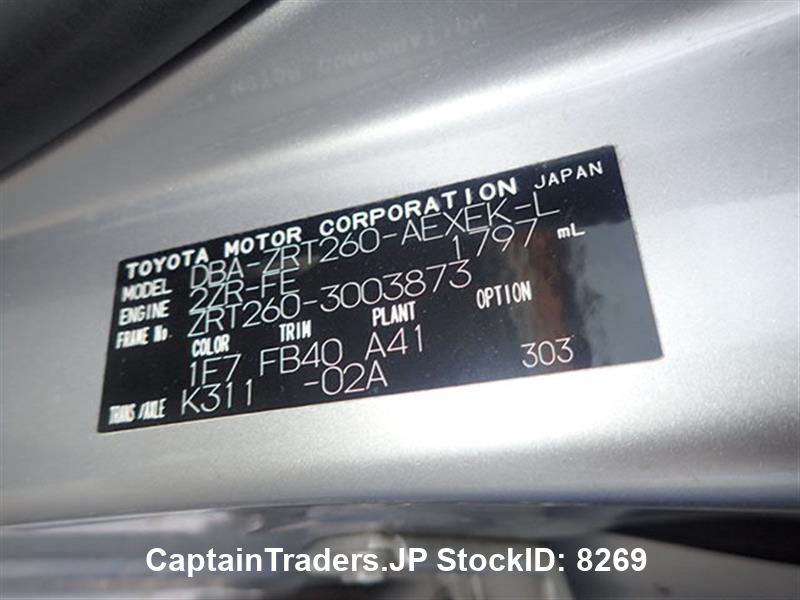 TOYOTA MOTOR CORPORATION JAPAN
MODEL DBA-ZRT260-AEXEK-L
ENGINE 2ZR-FE 1797 mL
FRAME No. ZRT260-3003873
COLOR TRIM PLANT OPTION
1F7 FB40 A41
TRANS/AXLE K311 -02A 303
CaptainTraders.JP StockID: 8269